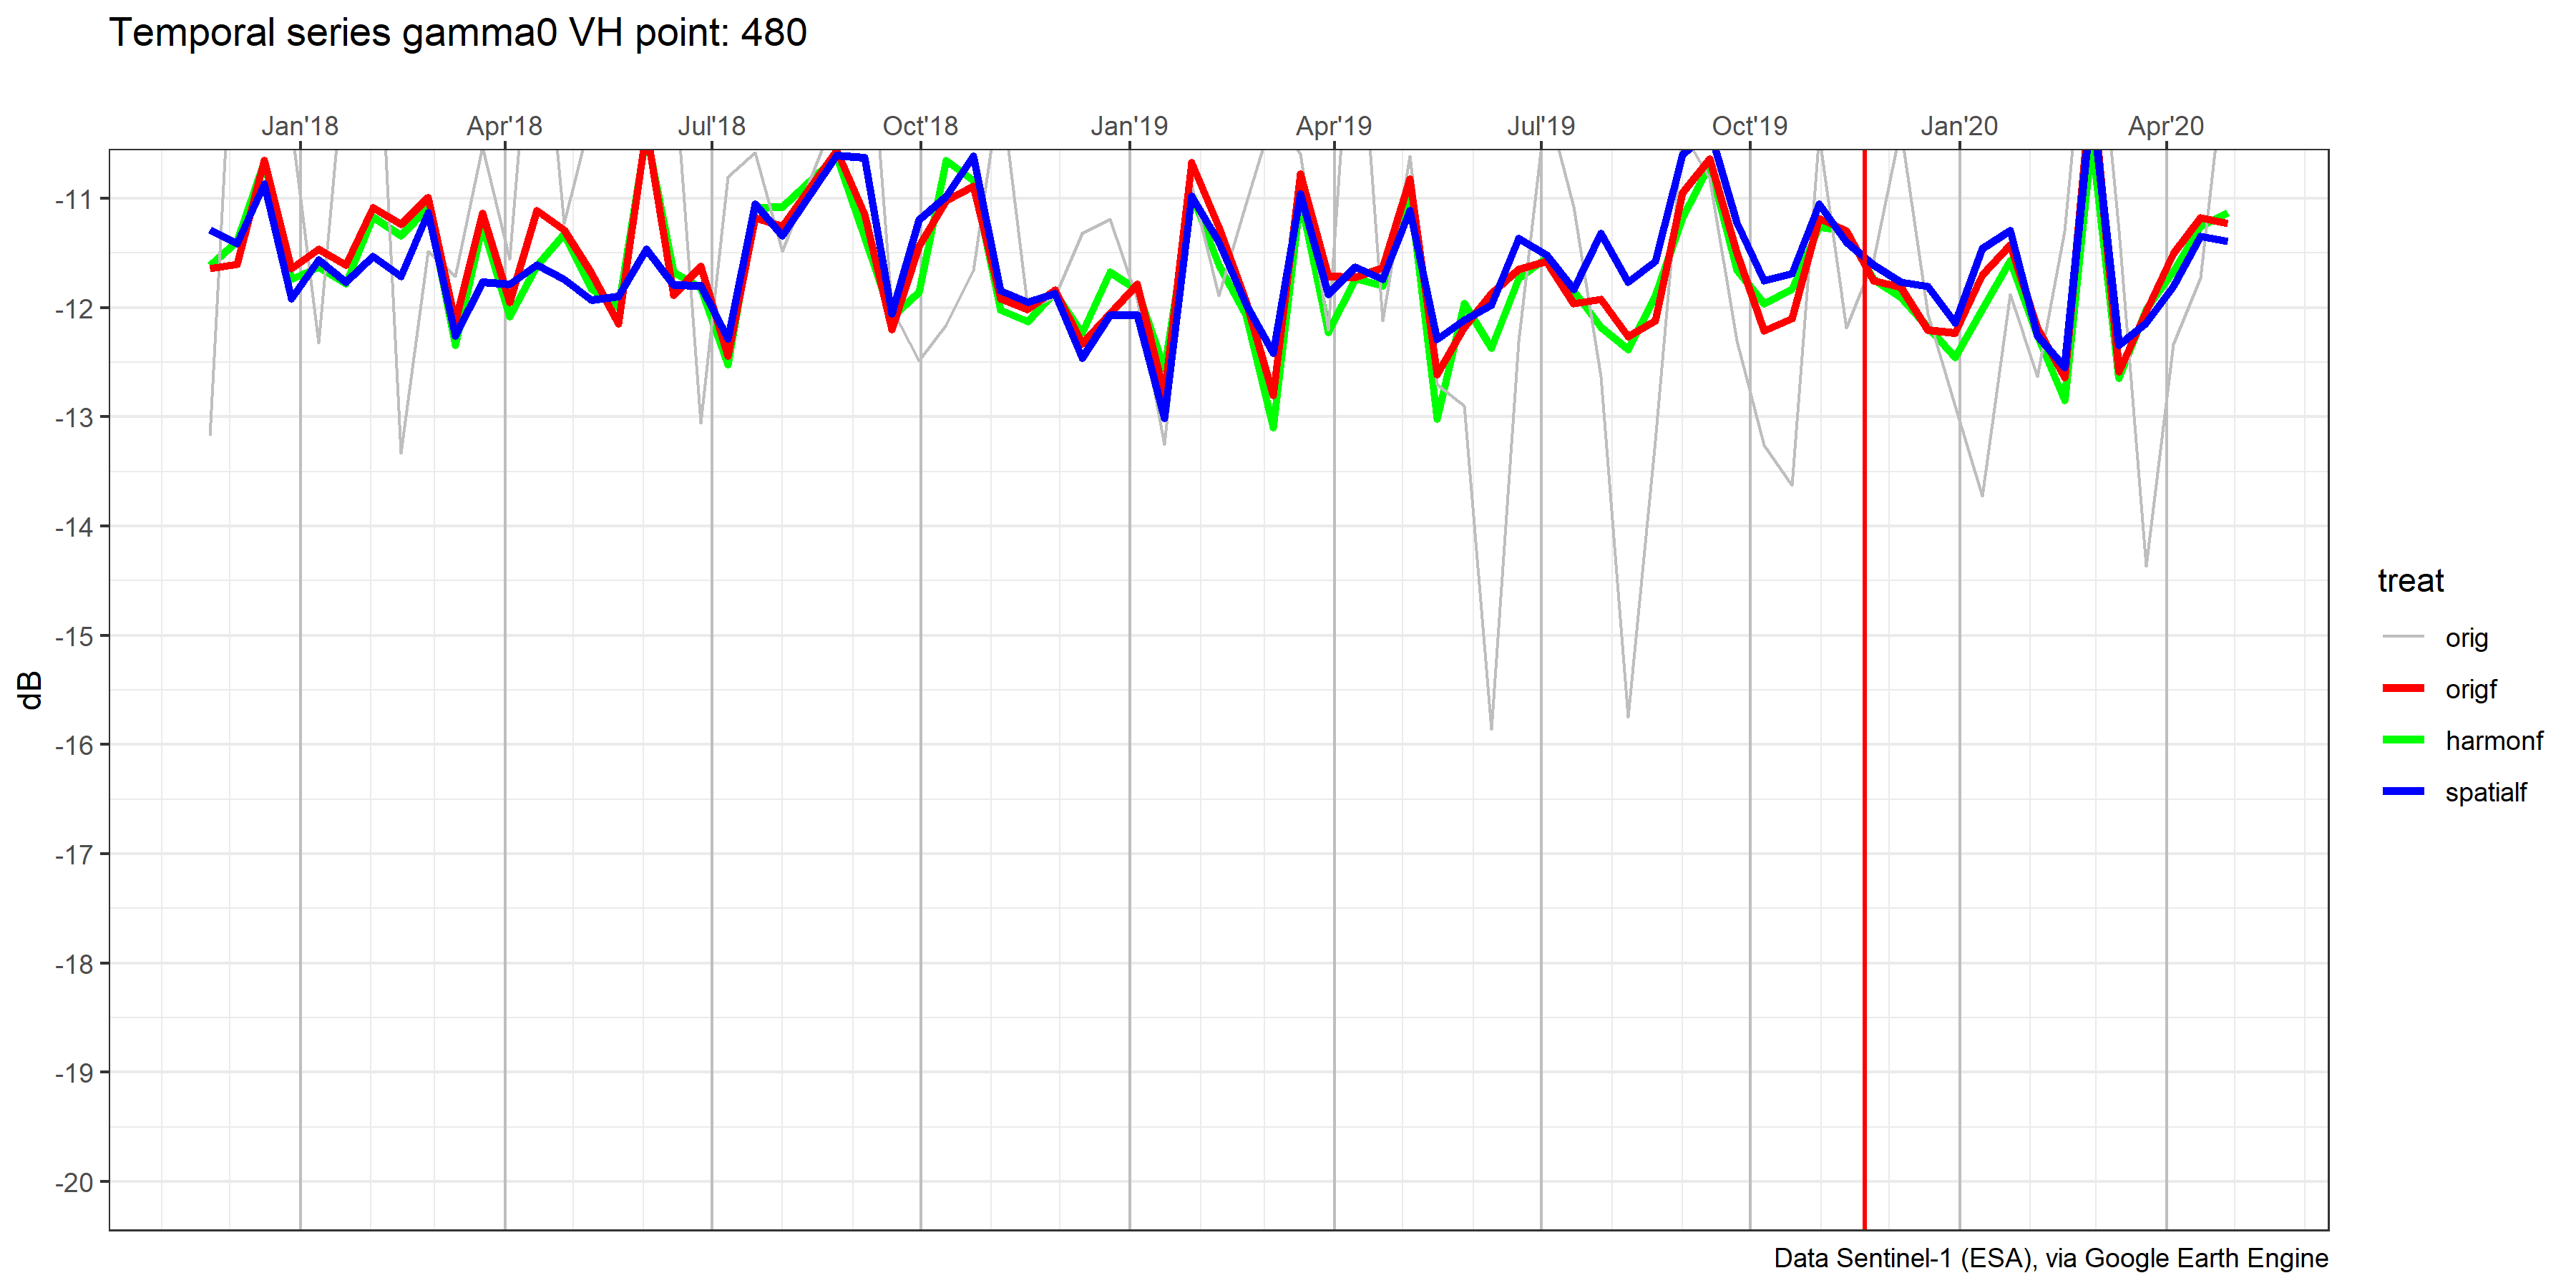 Temporal series gamma0 VH point: 480
Jan'18 Apr'18 Jul'18 Oct'18 Jan'19 Apr'19 Jul'19 Oct'19 Jan'20 Apr'20
-11
-12
-13
-14
-15
-16
-17
-18
-19
-20
dB
treat
orig
origf
harmonf
spatialf
Data Sentinel-1 (ESA), via Google Earth Engine